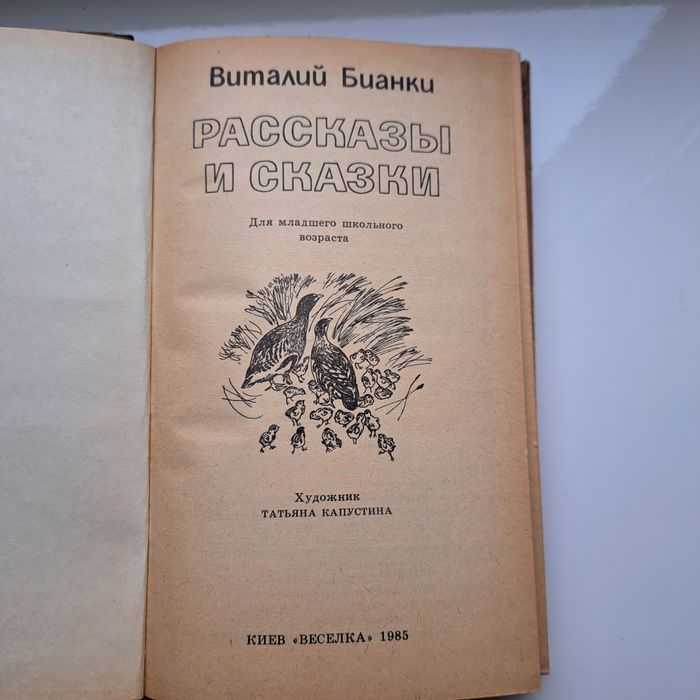 Виталий Бианки
РАССКАЗЫ
И СКАЗКИ
Для младшего школьного
возраста
Художник
ТАТЬЯНА КАПУСТИНА
КИЕВ «ВЕСЕЛКА» 1985